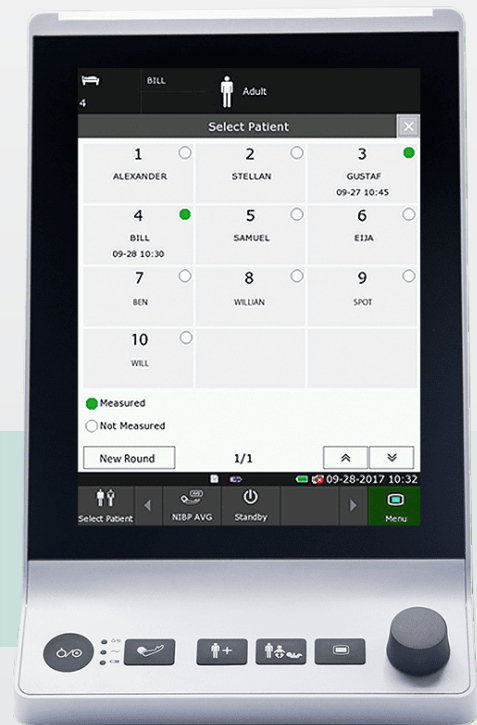 BILL
4
Adult
Select Patient
1
ALEXANDER
2
STELLAN
3
GUSTAF
09-27 10:45
4
BILL
09-28 10:30
5
SAMUEL
6
EIJA
7
BEN
8
WILLIAN
9
SPOT
10
WILL
Measured
Not Measured
New Round
1/1
09-28-2017 10:32
Select Patient
NIBP AVG
Standby
Menu